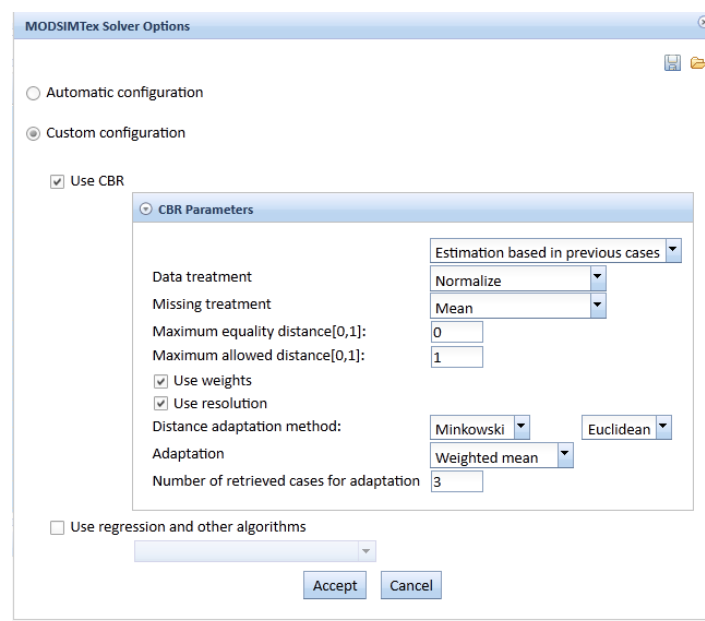 MODSIMTex Solver Options
Automatic configuration
Custom configuration
Use CBR
CBR Parameters
Estimation based in previous cases
Data treatment Normalize
Missing treatment Mean
Maximum equality distance[0,1]: 0
Maximum allowed distance[0,1]: 1
Use weights
Use resolution
Distance adaptation method: Minkowski Euclidean
Adaptation Weighted mean
Number of retrieved cases for adaptation 3
Use regression and other algorithms
Accept Cancel